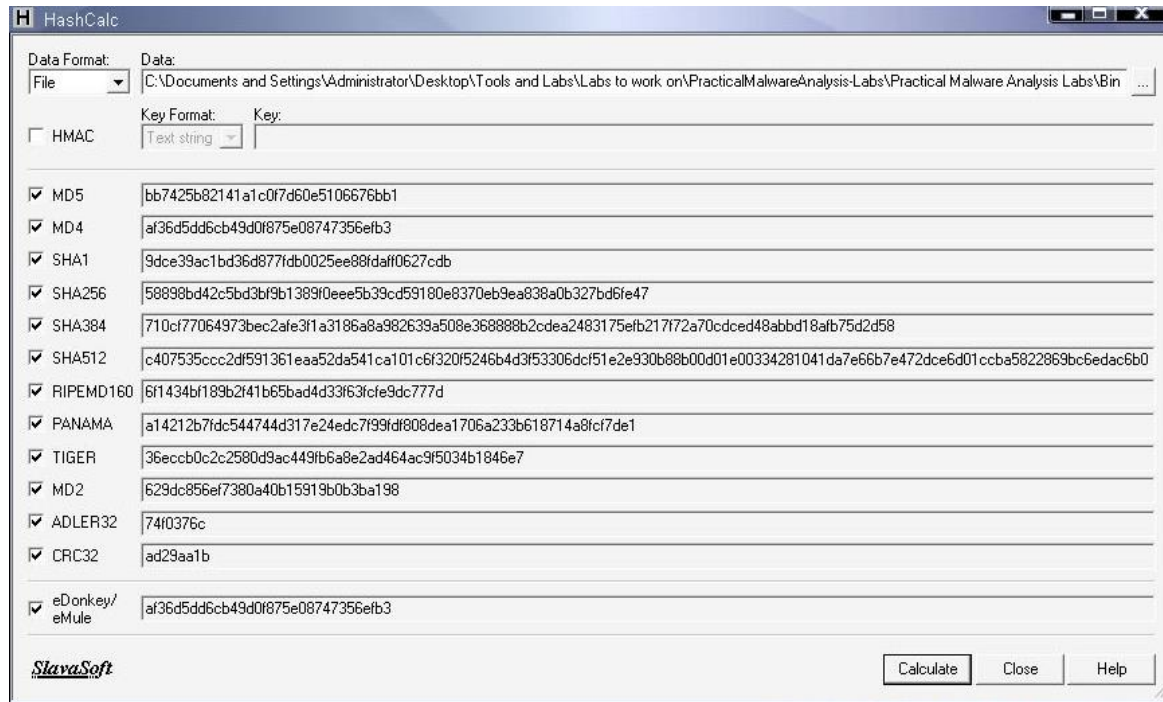 H HashCalc
Data Format: Data:
File C:\Documents and Settings\Administrator\Desktop\Tools and Labs\Labs to work on\PracticalMalwareAnalysis-Labs\Practical Malware Analysis Labs\Bin ...
Key Format: Key:
HMAC Text string
MD5 bb7425b82141a1c0f7d60e5106676bb1
MD4 af36d5dd6cb49d0f875e08747356efb3
SHA1 9dce39ac1bd36d877fdb0025ee88fdaff0627cdb
SHA256 58898bd42c5bd3bf9b1389f0eee5b39cd59180e8370eb9ea838a0b327bd6fe47
SHA384 710cf77064973bec2afe3f1a3186a8a982639a508e368888b2cdea2483175efb217f72a70cdced48abbd18afb75d2d58
SHA512 c407535ccc2df591361eaa52da541ca101c6f320f5246b4d3f53306dcf51e2e930b88b00d01e00334281041da7e66b7e472dce6d01ccba5822869bc6edac6b0
RIPEMD160 6f1434bf189b2f41b65bad4d33f63fcfe9dc777d
PANAMA a14212b7fdc544744d317e24edc7f99fdf808dea1706a233b618714a8fcf7de1
TIGER 36eccb0c2c2580d9ac449fb6a8e2ad464ac9f5034b1846e7
MD2 629dc856ef7380a40b15919b0b3ba198
ADLER32 74f0376c
CRC32 ad29aa1b
eDonkey/
eMule af36d5dd6cb49d0f875e08747356efb3
SlavaSoft Calculate Close Help